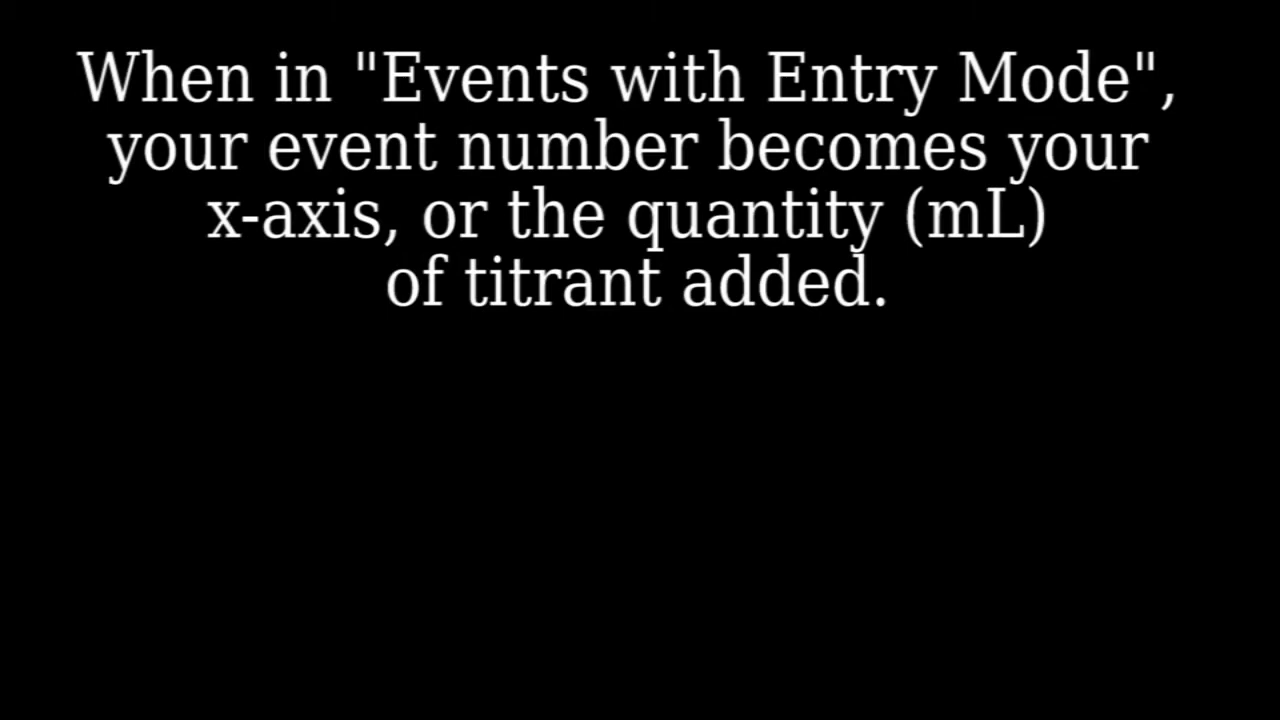 When in "Events with Entry Mode",
your event number becomes your
x-axis, or the quantity (mL)
of titrant added.